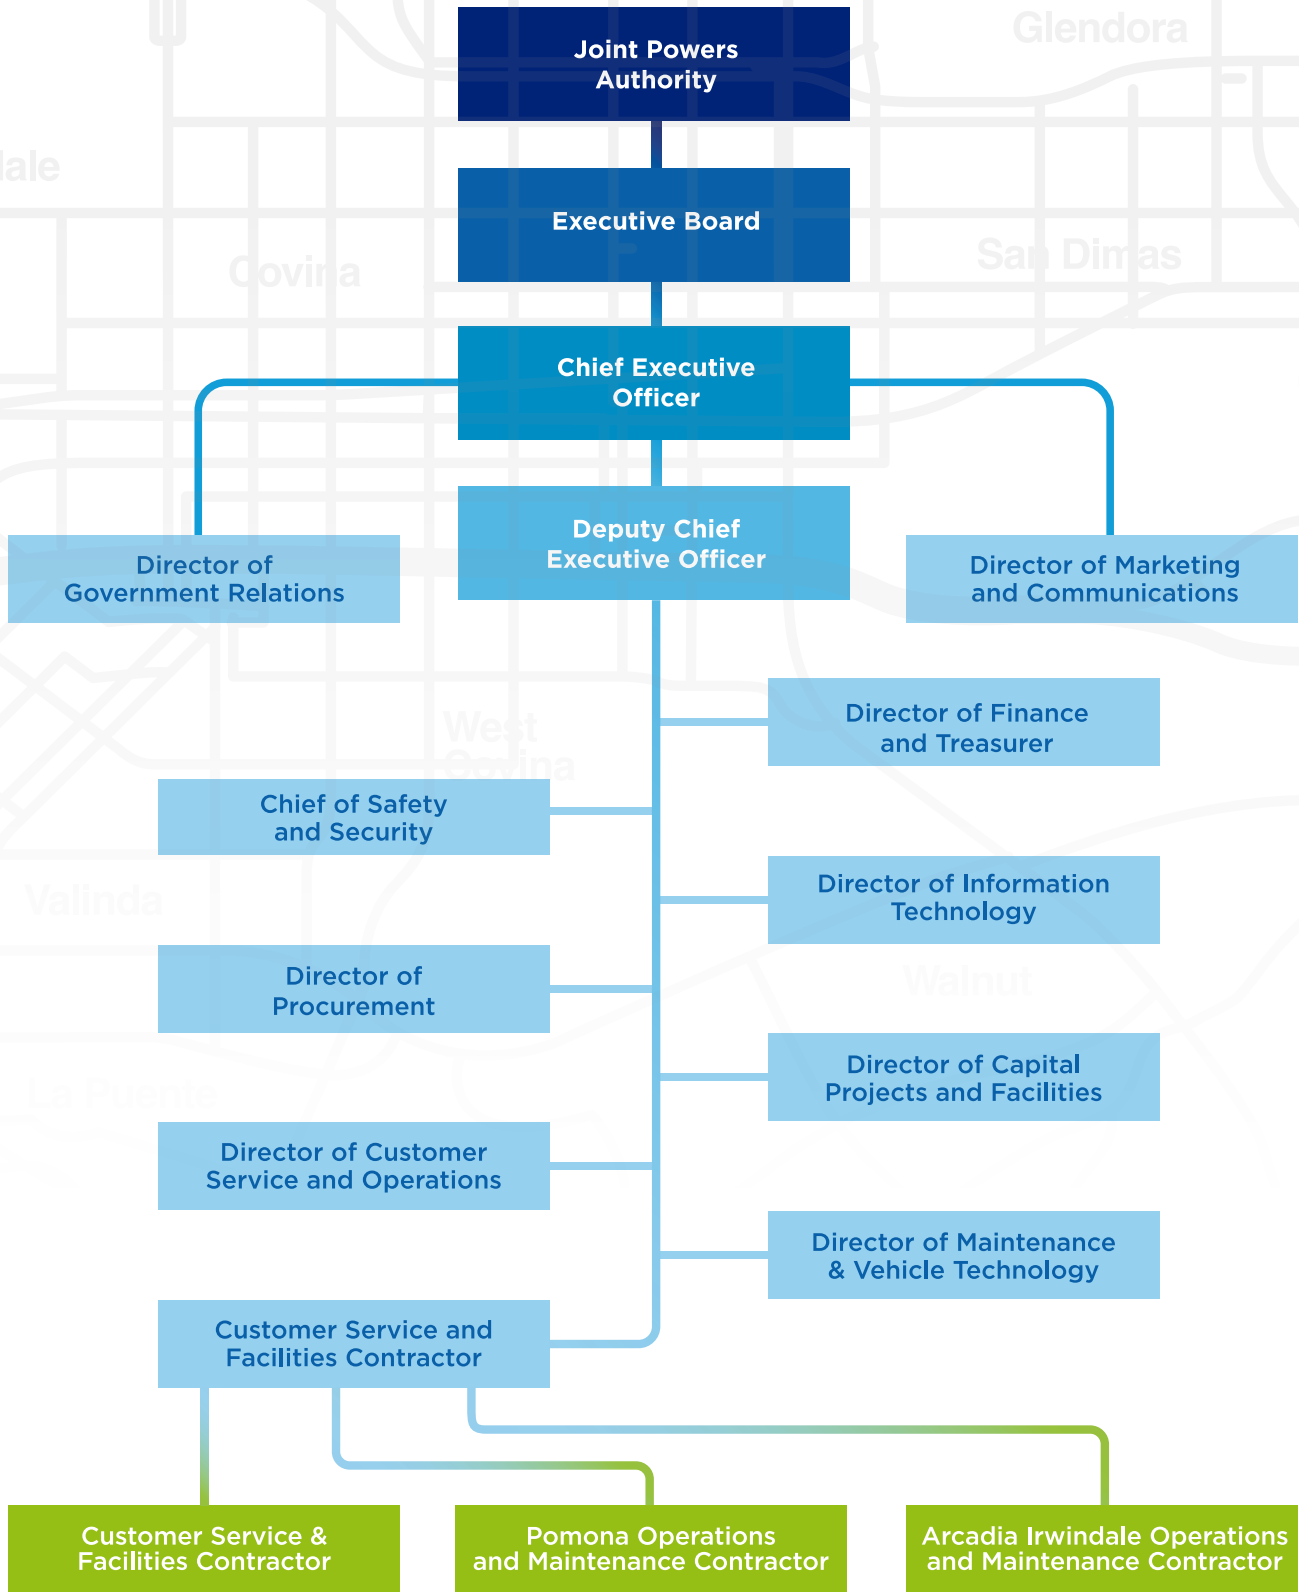 Glendora
dale
Covina
San Dimas
West
Covina
Valinda
Walnut
La Puente
Joint Powers
Authority
Executive Board
Chief Executive
Officer
Deputy Chief
Executive Officer
Director of
Government Relations
Director of Marketing
and Communications
Director of Finance
and Treasurer
Chief of Safety
and Security
Director of Information
Technology
Director of
Procurement
Director of Capital
Projects and Facilities
Director of Customer
Service and Operations
Director of Maintenance
& Vehicle Technology
Customer Service and
Facilities Contractor
Customer Service &
Facilities Contractor
Pomona Operations
and Maintenance Contractor
Arcadia Irwindale Operations
and Maintenance Contractor